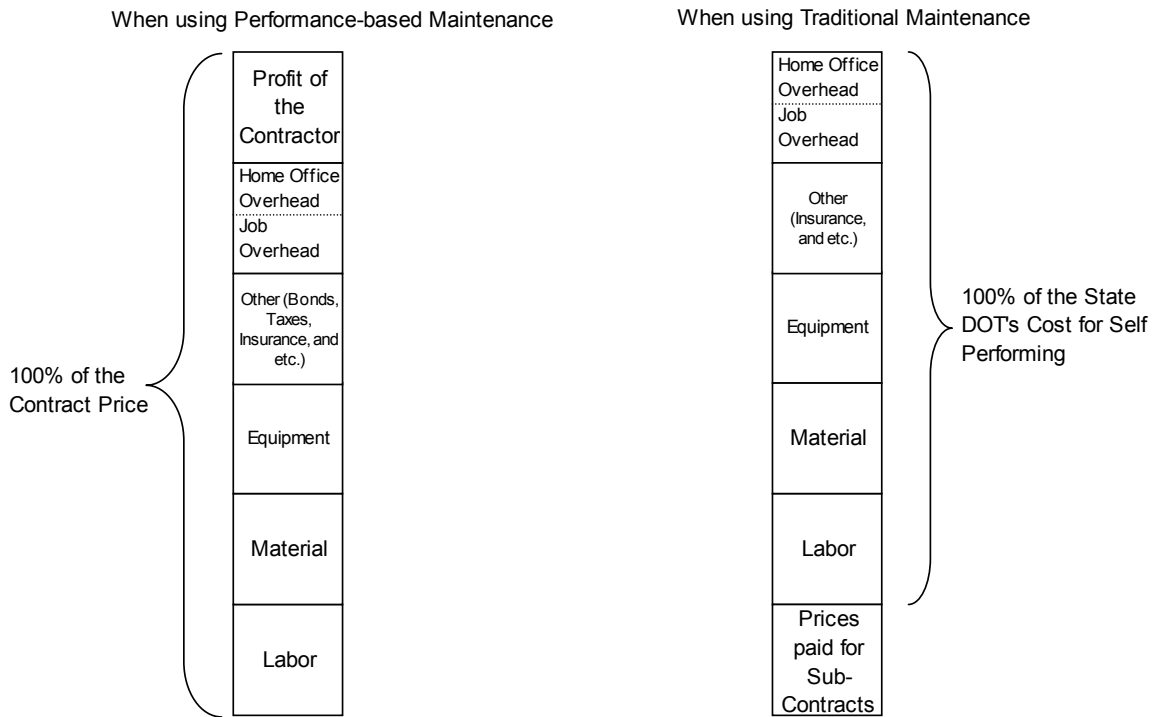 When using Performance-based Maintenance
Profit of
the
Contractor
Home Office
Overhead
Job
Overhead
Other (Bonds,
Taxes,
Insurance, and
etc.)
Equipment
Material
Labor
100% of the
Contract Price
When using Traditional Maintenance
Home Office
Overhead
Job
Overhead
Other
(Insurance,
and etc.)
Equipment
Material
Labor
Prices
paid for
Sub-
Contracts
100% of the State
DOT's Cost for Self
Performing